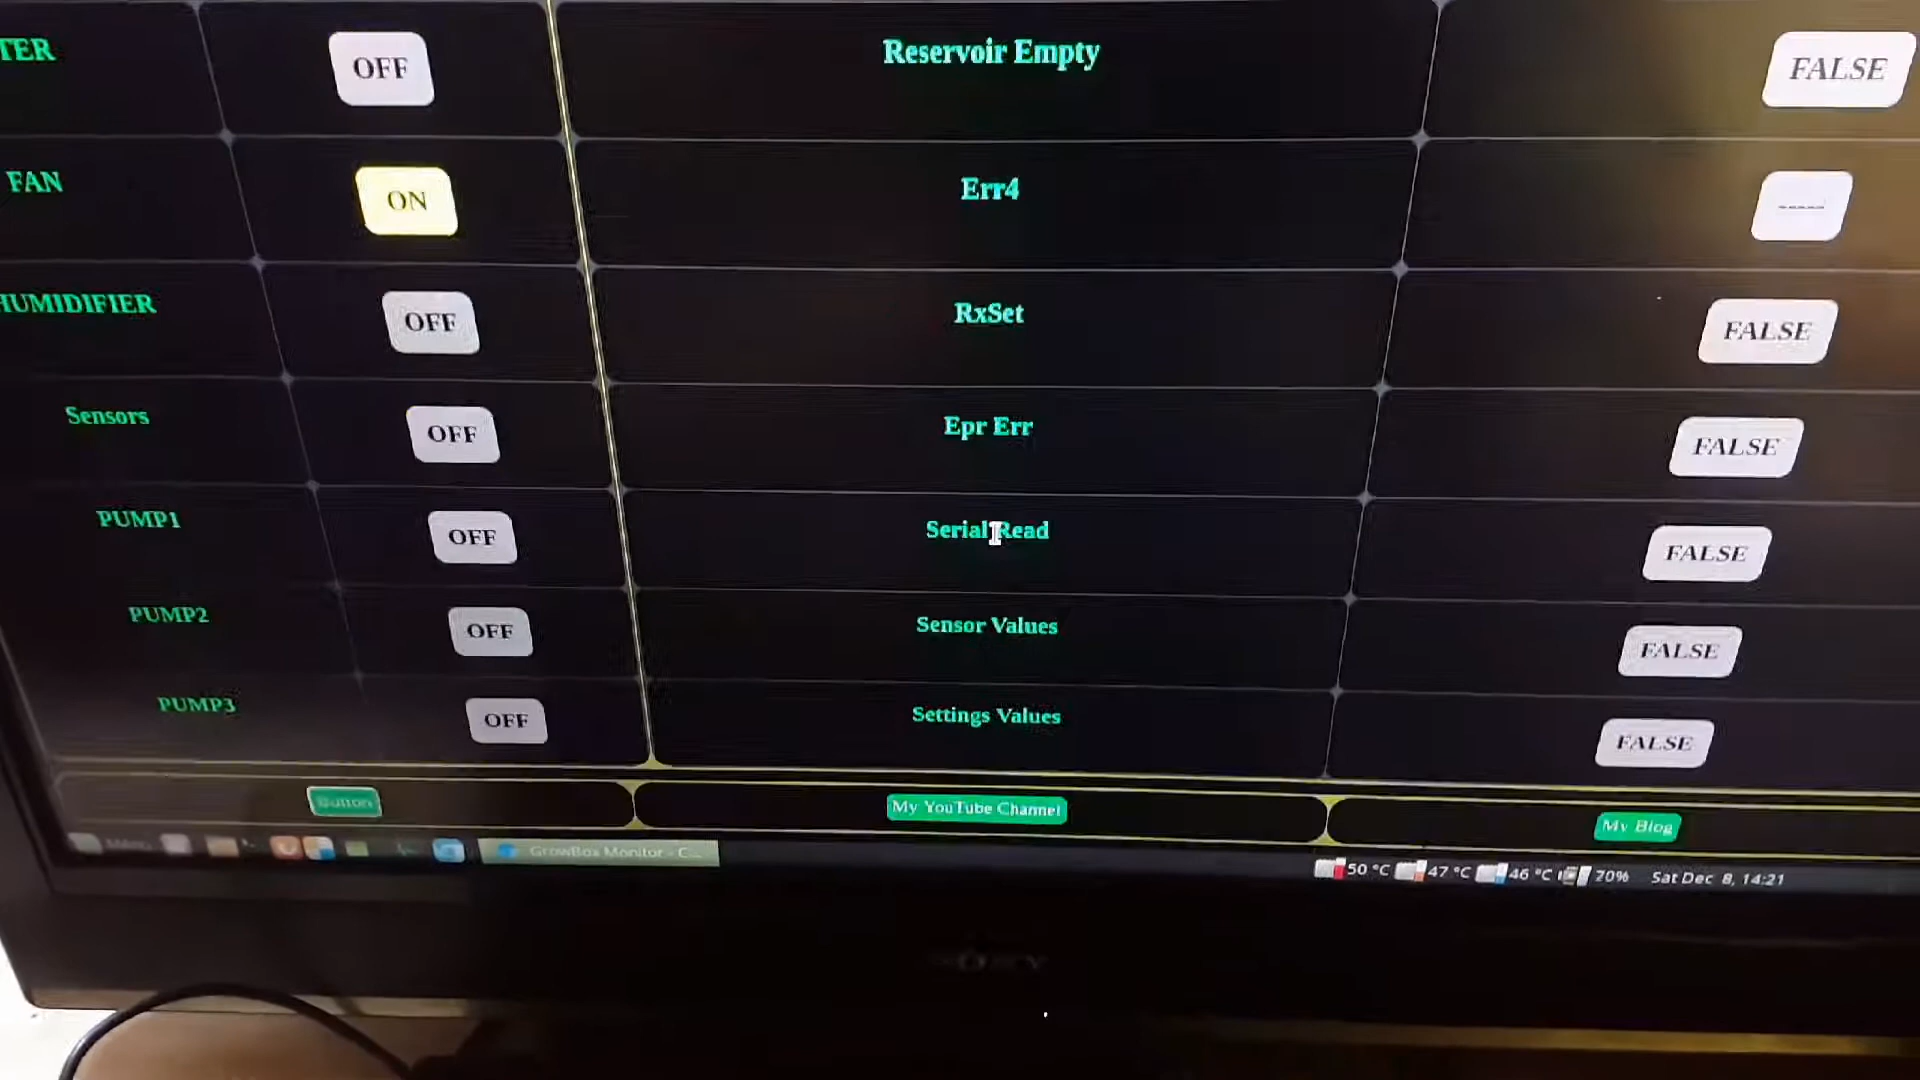 TER OFF Reservoir Empty FALSE
FAN ON Err4 -----
HUMIDIFIER OFF RxSet FALSE
Sensors OFF Epr Err FALSE
PUMP1 OFF Serial Read FALSE
PUMP2 OFF Sensor Values FALSE
PUMP3 OFF Settings Values FALSE
Button My YouTube Channel My Blog
Menu GrowBox Monitor - C... 50 °C 47 °C 46 °C 70% Sat Dec 8, 14:21
SONY